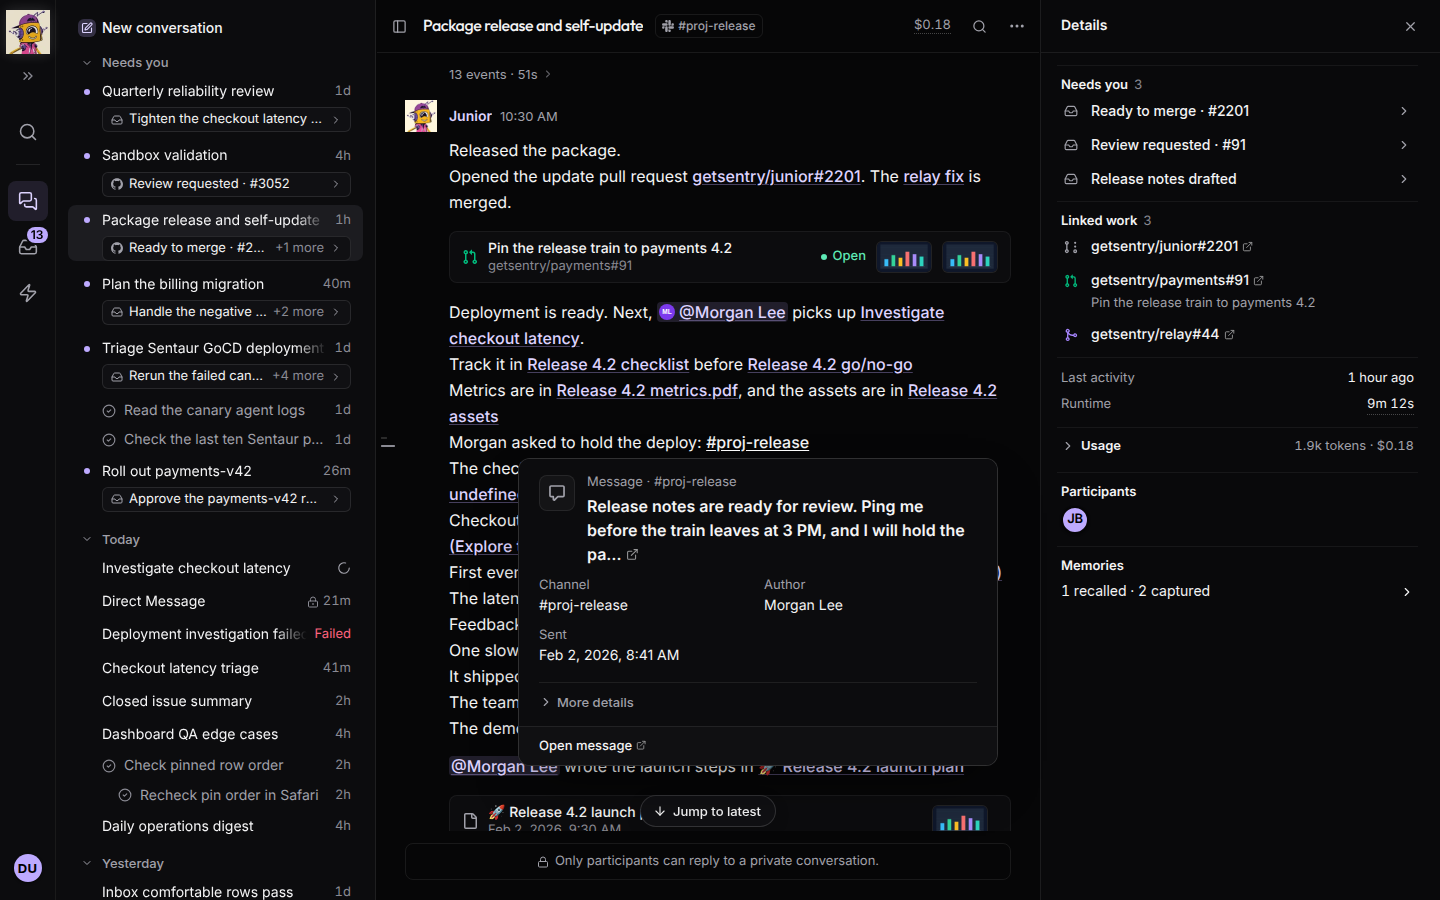 New conversation
Needs you
Quarterly reliability review 1d
Tighten the checkout latency ...
Sandbox validation 4h
Review requested · #3052
Package release and self-update 1h
Ready to merge · #2... +1 more
Plan the billing migration 40m
Handle the negative ... +2 more
Triage Sentaur GoCD deployment 1d
Rerun the failed can... +4 more
Read the canary agent logs 1d
Check the last ten Sentaur p... 1d
Roll out payments-v42 26m
Approve the payments-v42 r...
Today
Investigate checkout latency
Direct Message 21m
Deployment investigation failed Failed
Checkout latency triage 41m
Closed issue summary 2h
Dashboard QA edge cases 4h
Check pinned row order 2h
Recheck pin order in Safari 2h
Daily operations digest 4h
Yesterday
Inbox comfortable rows pass 1d
13
DU
Package release and self-update #proj-release $0.18
13 events · 51s
Junior 10:30 AM
Released the package.
Opened the update pull request getsentry/junior#2201. The relay fix is
merged.
Pin the release train to payments 4.2
getsentry/payments#91
Open
Deployment is ready. Next, ML @Morgan Lee picks up Investigate
checkout latency.
Track it in Release 4.2 checklist before Release 4.2 go/no-go
Metrics are in Release 4.2 metrics.pdf, and the assets are in Release 4.2
assets
Morgan asked to hold the deploy: #proj-release
The chec
undefined
Checkout
(Explore
First ever )
The laten
Feedback
One slow
It shipped
The team
The demo
Message · #proj-release
Release notes are ready for review. Ping me
before the train leaves at 3 PM, and I will hold the
pa...
Channel Author
#proj-release Morgan Lee
Sent
Feb 2, 2026, 8:41 AM
More details
Open message
@Morgan Lee wrote the launch steps in 🚀 Release 4.2 launch plan
🚀 Release 4.2 launch
Feb 2, 2026, 9:30 AM
Jump to latest
Only participants can reply to a private conversation.
Details
Needs you 3
Ready to merge · #2201
Review requested · #91
Release notes drafted
Linked work 3
getsentry/junior#2201
getsentry/payments#91
Pin the release train to payments 4.2
getsentry/relay#44
Last activity 1 hour ago
Runtime 9m 12s
Usage 1.9k tokens · $0.18
Participants
JB
Memories
1 recalled · 2 captured